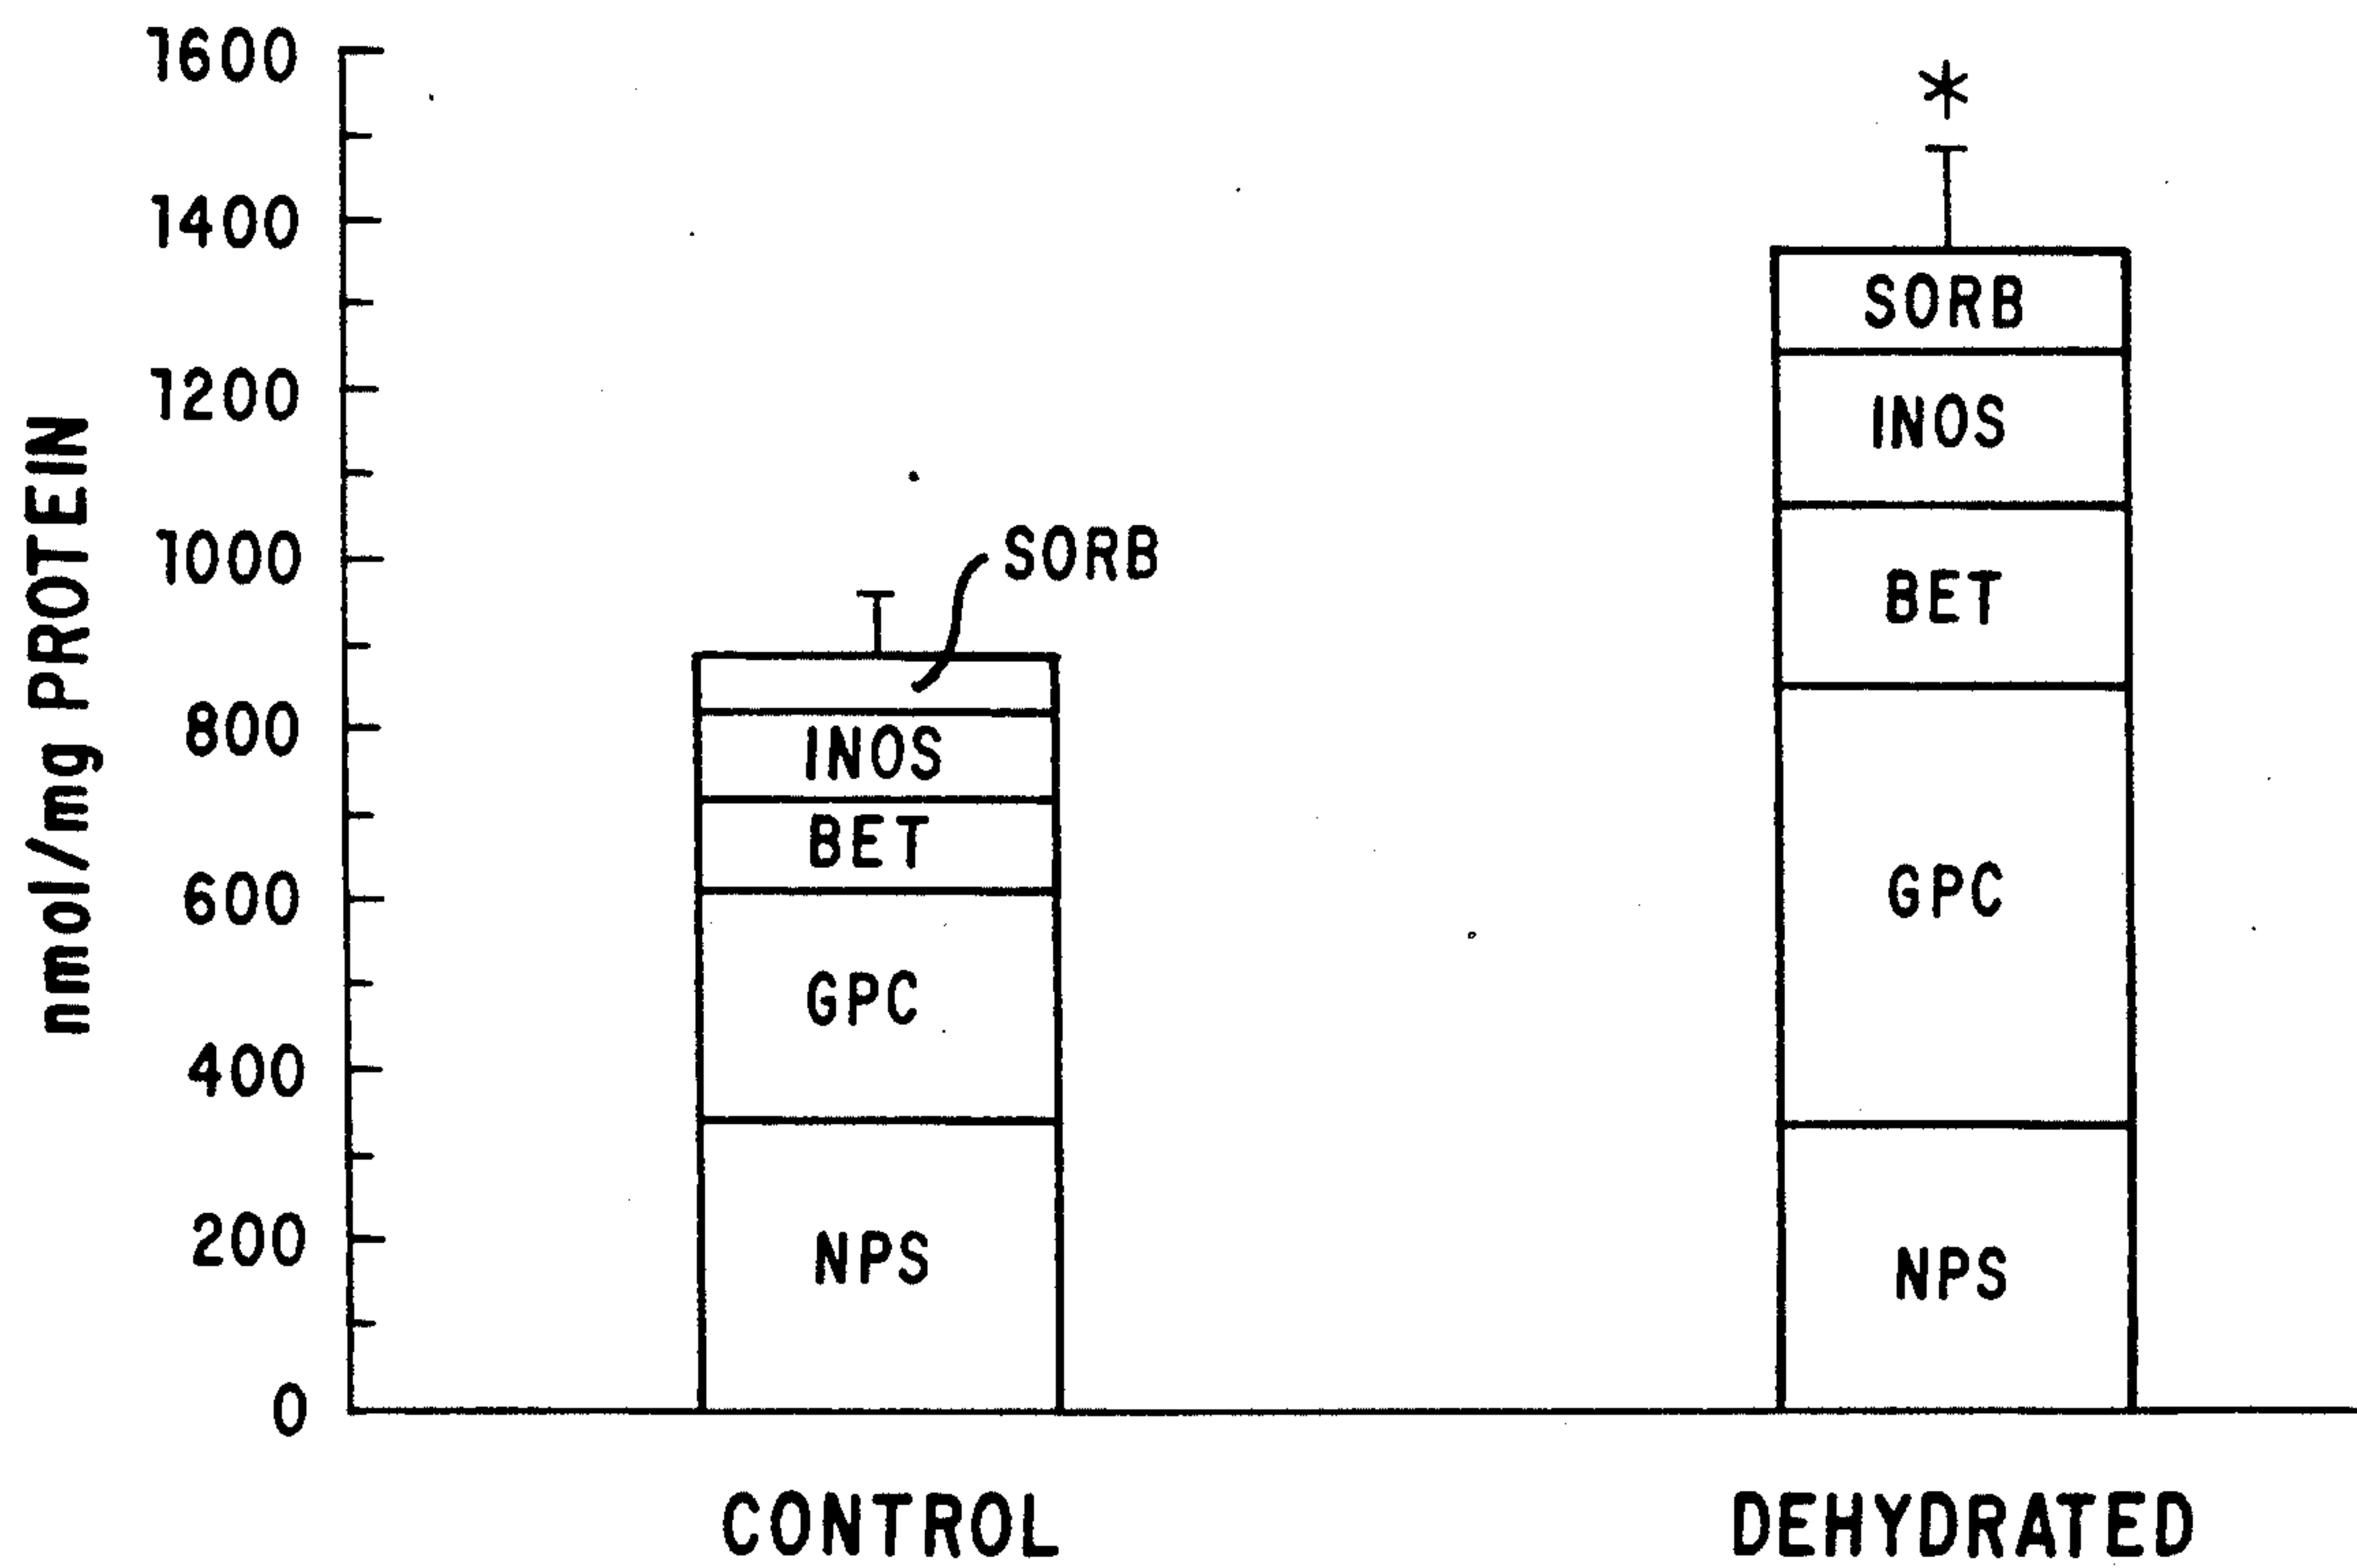 nmol/mg PROTEIN
1600
1400
1200
1000
800
600
400
200
0
SORB
INOS
BET
GPC
NPS
*
SORB
INOS
BET
GPC
NPS
CONTROL
DEHYDRATED